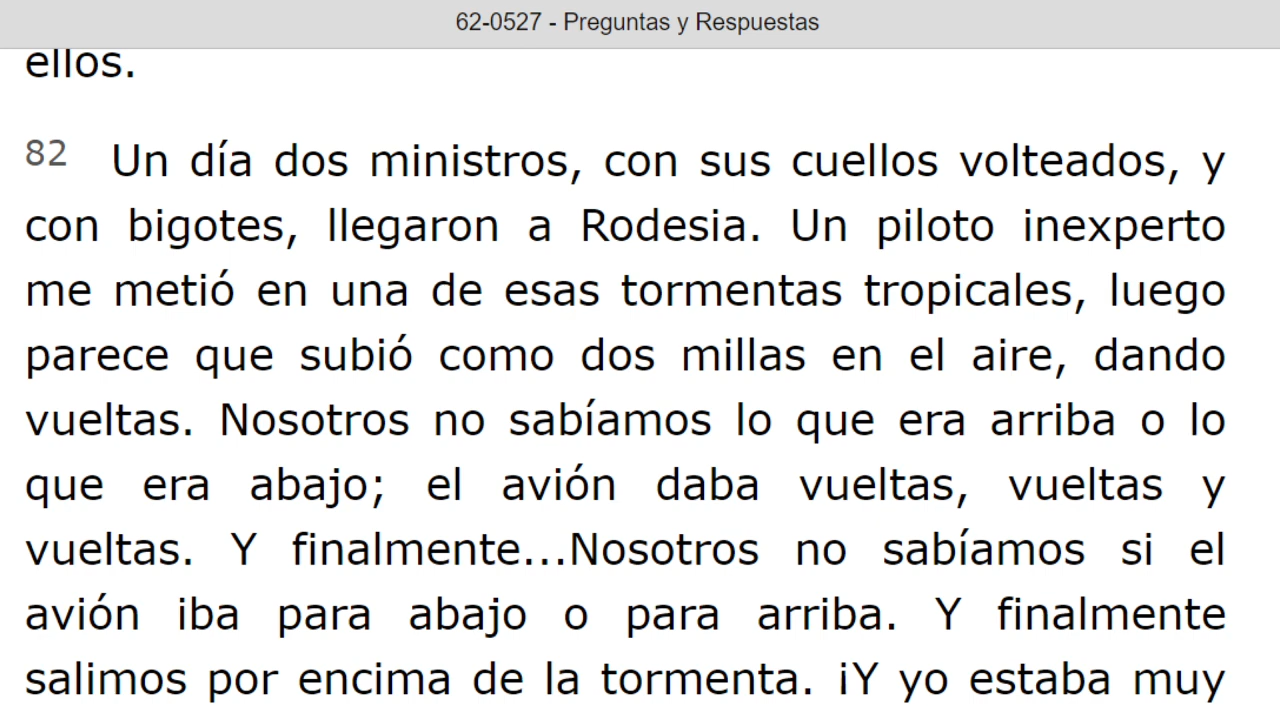 62-0527 - Preguntas y Respuestas
ellos.
82 Un día dos ministros, con sus cuellos volteados, y
con bigotes, llegaron a Rodesia. Un piloto inexperto
me metió en una de esas tormentas tropicales, luego
parece que subió como dos millas en el aire, dando
vueltas. Nosotros no sabíamos lo que era arriba o lo
que era abajo; el avión daba vueltas, vueltas y
vueltas. Y finalmente...Nosotros no sabíamos si el
avión iba para abajo o para arriba. Y finalmente
salimos por encima de la tormenta. ¡Y yo estaba muy